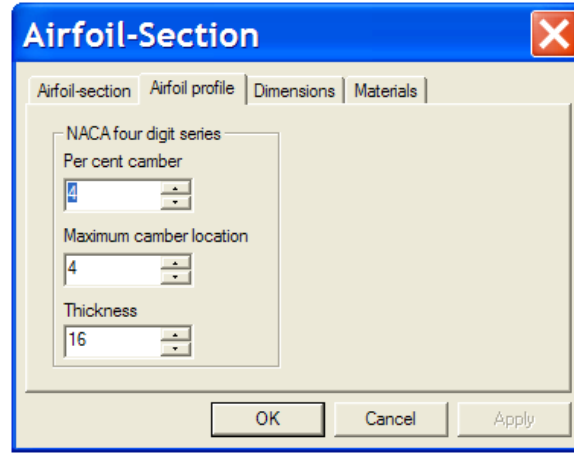 Airfoil-Section
Airfoil-section Airfoil profile Dimensions Materials
NACA four digit series
Per cent camber
4
Maximum camber location
4
Thickness
16
OK Cancel Apply